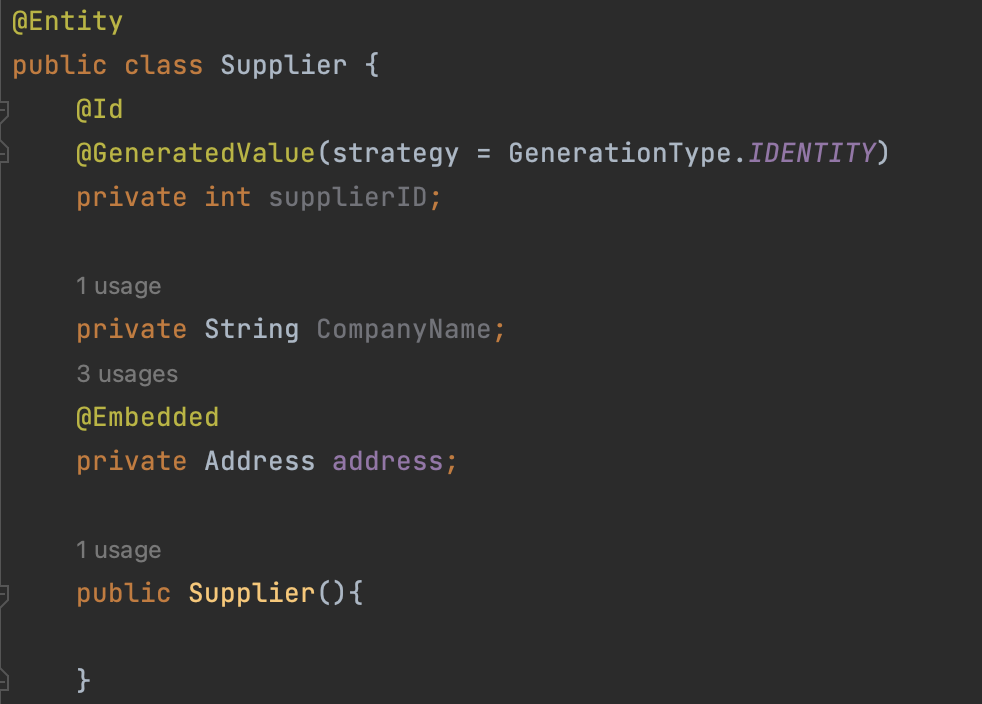 @Entity
public class Supplier {
@Id
@GeneratedValue(strategy = GenerationType.IDENTITY)
private int supplierID;
1 usage
private String CompanyName;
3 usages
@Embedded
private Address address;
1 usage
public Supplier(){
}